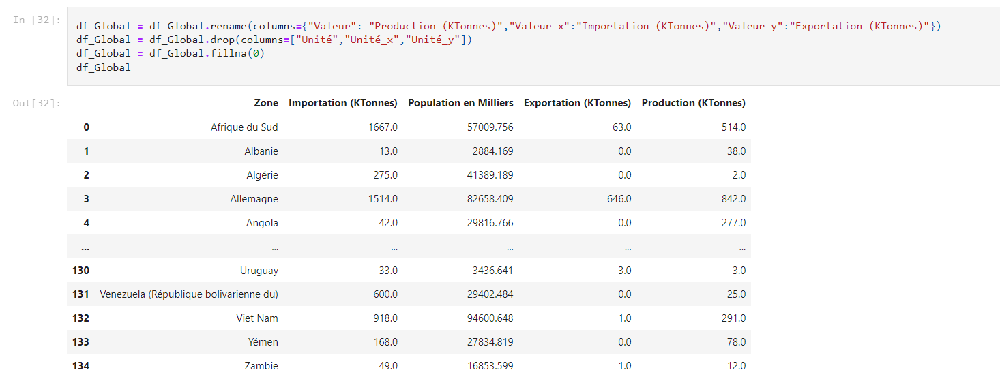 In [32]:
df_Global = df_Global.rename(columns={"Valeur": "Production (KTonnes)","Valeur_x":"Importation (KTonnes)","Valeur_y":"Exportation (KTonnes)"})
df_Global = df_Global.drop(columns=["Unité","Unité_x","Unité_y"])
df_Global = df_Global.fillna(0)
df_Global
Out[32]:
Zone Importation (KTonnes) Population en Milliers Exportation (KTonnes) Production (KTonnes)
0 Afrique du Sud 1667.0 57009.756 63.0 514.0
1 Albanie 13.0 2884.169 0.0 38.0
2 Algérie 275.0 41389.189 0.0 2.0
3 Allemagne 1514.0 82658.409 646.0 842.0
4 Angola 42.0 29816.766 0.0 277.0
... ... ... ... ... ...
130 Uruguay 33.0 3436.641 3.0 3.0
131 Venezuela (République bolivarienne du) 600.0 29402.484 0.0 25.0
132 Viet Nam 918.0 94600.648 1.0 291.0
133 Yémen 168.0 27834.819 0.0 78.0
134 Zambie 49.0 16853.599 1.0 12.0